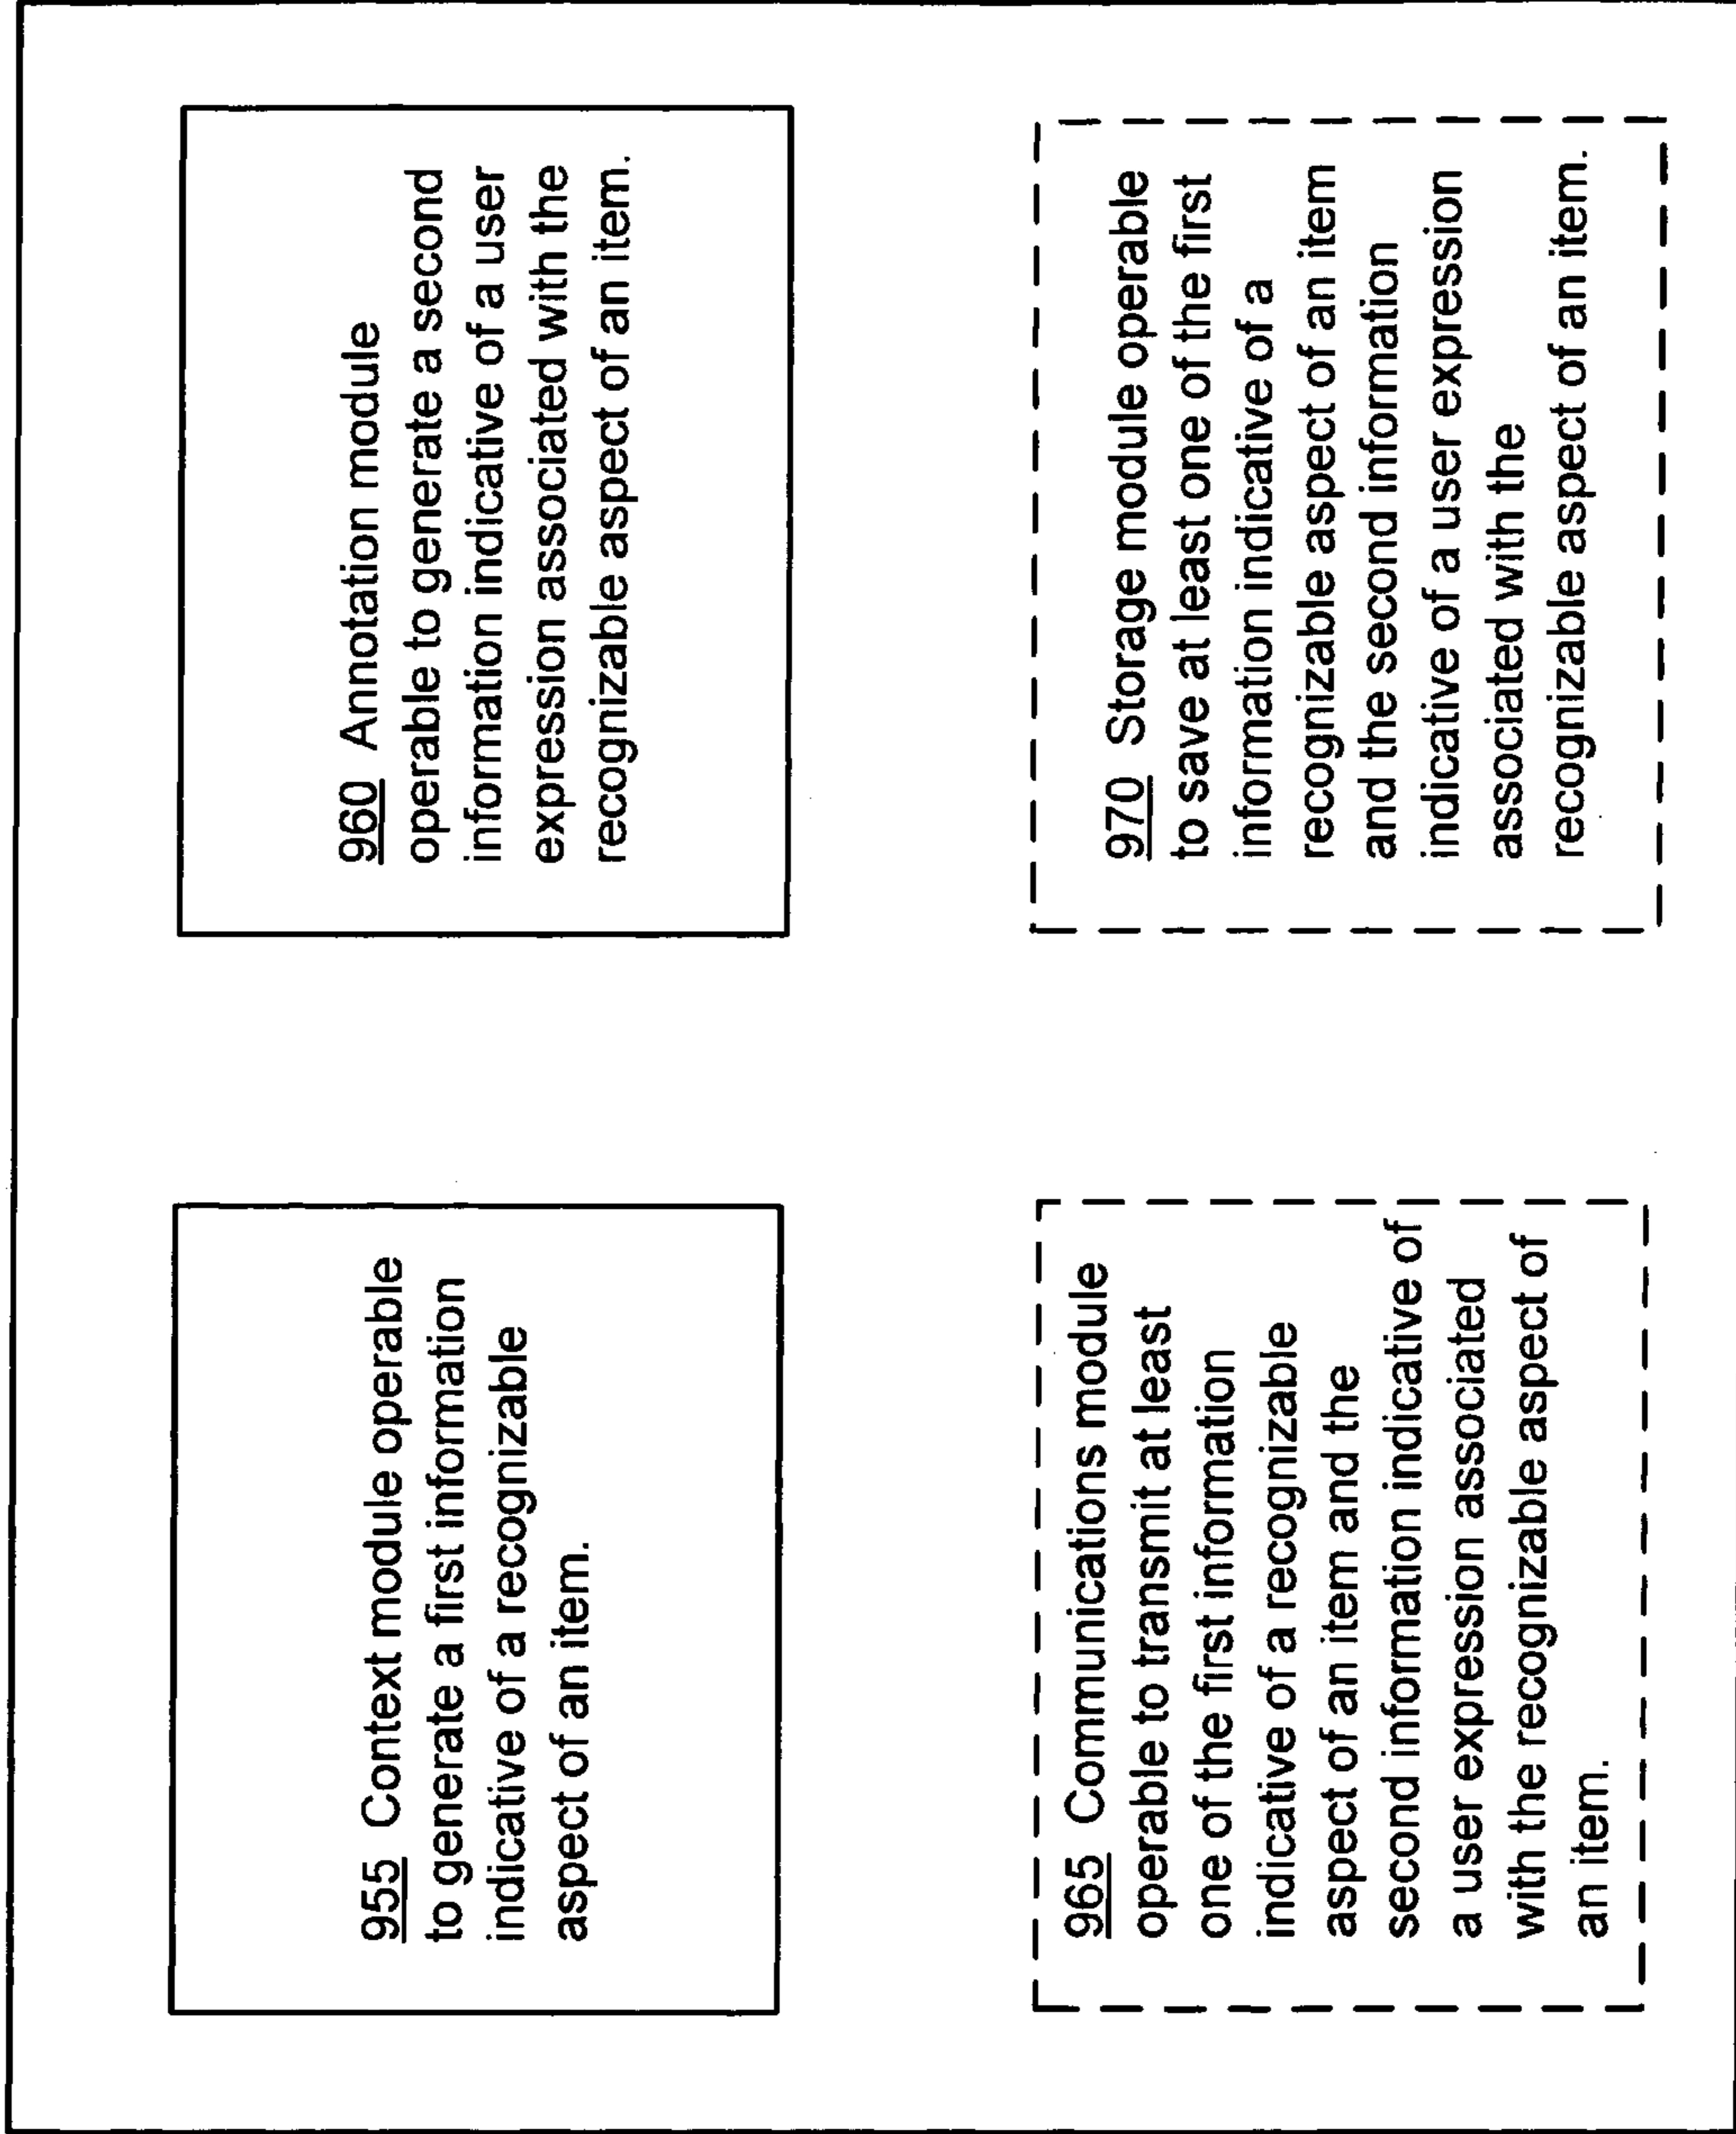 955 Context module operable
to generate a first information
indicative of a recognizable
aspect of an item.
960 Annotation module
operable to generate a second
information indicative of a user
expression associated with the
recognizable aspect of an item.
965 Communications module
operable to transmit at least
one of the first information
indicative of a recognizable
aspect of an item and the
second information indicative of
a user expression associated
with the recognizable aspect of
an item.
970 Storage module operable
to save at least one of the first
information indicative of a
recognizable aspect of an item
and the second information
indicative of a user expression
associated with the
recognizable aspect of an item.